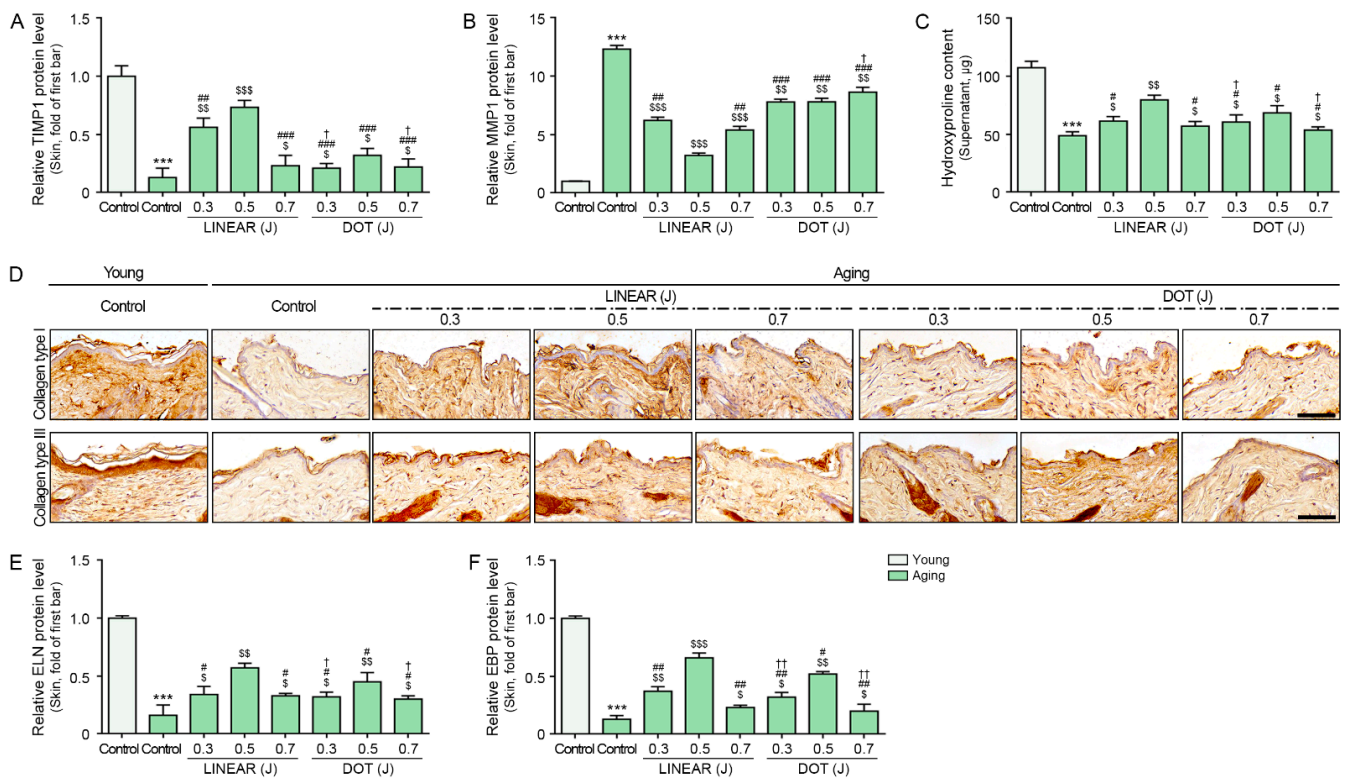 A
Relative TIMP1 protein level
(Skin, fold of first bar)
1.5
1.0
0.5
0
***
##
$$
$$$
###
$
†
###
$
###
$
†
###
$
Control Control 0.3 0.5 0.7 0.3 0.5 0.7
LINEAR (J) DOT (J)
B
Relative MMP1 protein level
(Skin, fold of first bar)
15
10
5
0
***
##
$$$
$$$
##
$$$
###
$$
###
$$
†
###
$$
Control Control 0.3 0.5 0.7 0.3 0.5 0.7
LINEAR (J) DOT (J)
C
Hydroxyproline content
(Supernatant, µg)
150
100
50
0
***
#
$
$$
#
$
†
#
$
#
$
†
#
$
Control Control 0.3 0.5 0.7 0.3 0.5 0.7
LINEAR (J) DOT (J)
D
Young Aging
Control Control LINEAR (J) DOT (J)
0.3 0.5 0.7 0.3 0.5 0.7
Collagen type I
Collagen type III
E
Relative ELN protein level
(Skin, fold of first bar)
1.5
1.0
0.5
0
***
#
$
$$
#
$
†
#
$
#
$$
†
#
$
Control Control 0.3 0.5 0.7 0.3 0.5 0.7
LINEAR (J) DOT (J)
F
Relative EBP protein level
(Skin, fold of first bar)
1.5
1.0
0.5
0
***
##
$$
$$$
##
$
††
##
$
#
$$
††
##
$
Control Control 0.3 0.5 0.7 0.3 0.5 0.7
LINEAR (J) DOT (J)
Young
Aging